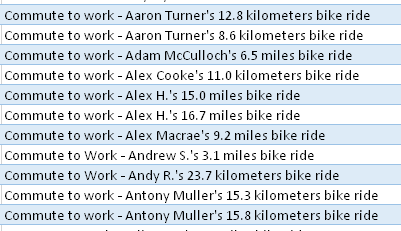 Commute to work - Aaron Turner's 12.8 kilometers bike ride
Commute to work - Aaron Turner's 8.6 kilometers bike ride
Commute to work - Adam McCulloch's 6.5 miles bike ride
Commute to work - Alex Cooke's 11.0 kilometers bike ride
Commute to work - Alex H.'s 15.0 miles bike ride
Commute to work - Alex H.'s 16.7 miles bike ride
Commute to work - Alex Macrae's 9.2 miles bike ride
Commute to Work - Andrew S.'s 3.1 miles bike ride
Commute to Work - Andy R.'s 23.7 kilometers bike ride
Commute to work - Antony Muller's 15.3 kilometers bike ride
Commute to work - Antony Muller's 15.8 kilometers bike ride